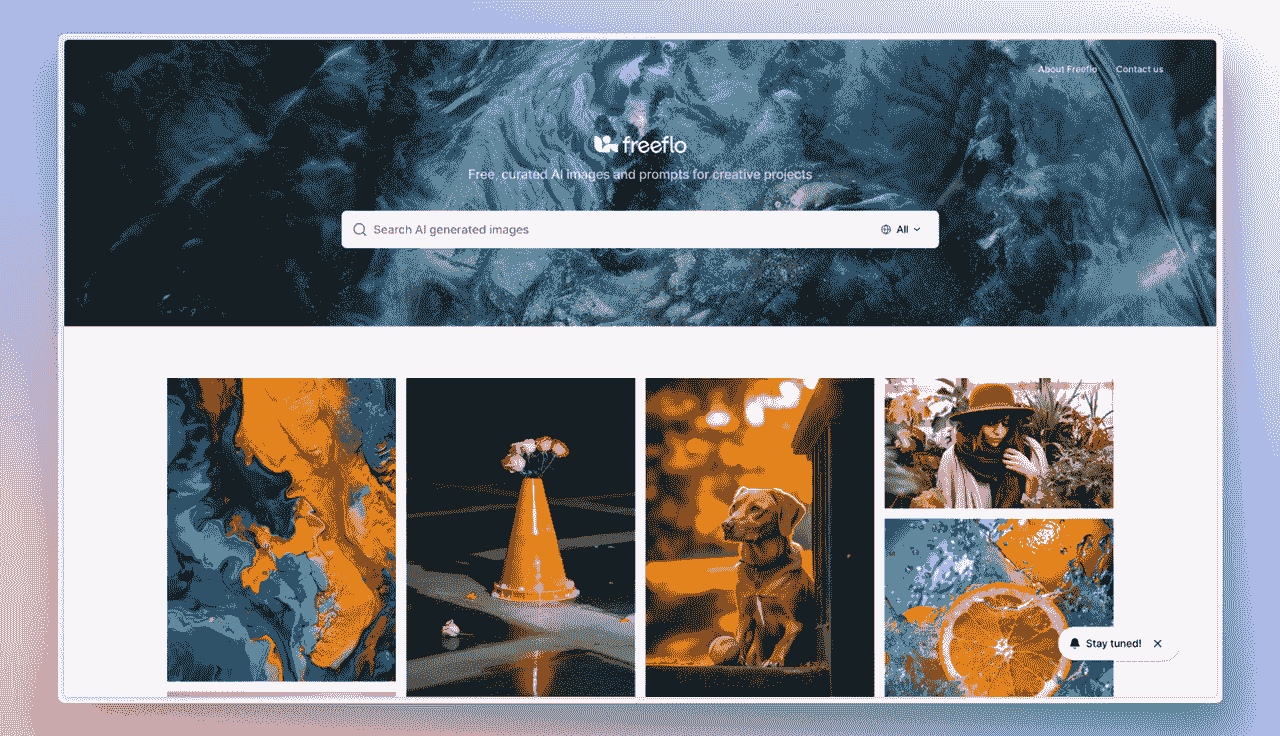 About Freeflo
Contact us
freeflo
Free, curated AI images and prompts for creative projects
Search AI generated images
All
Stay tuned!